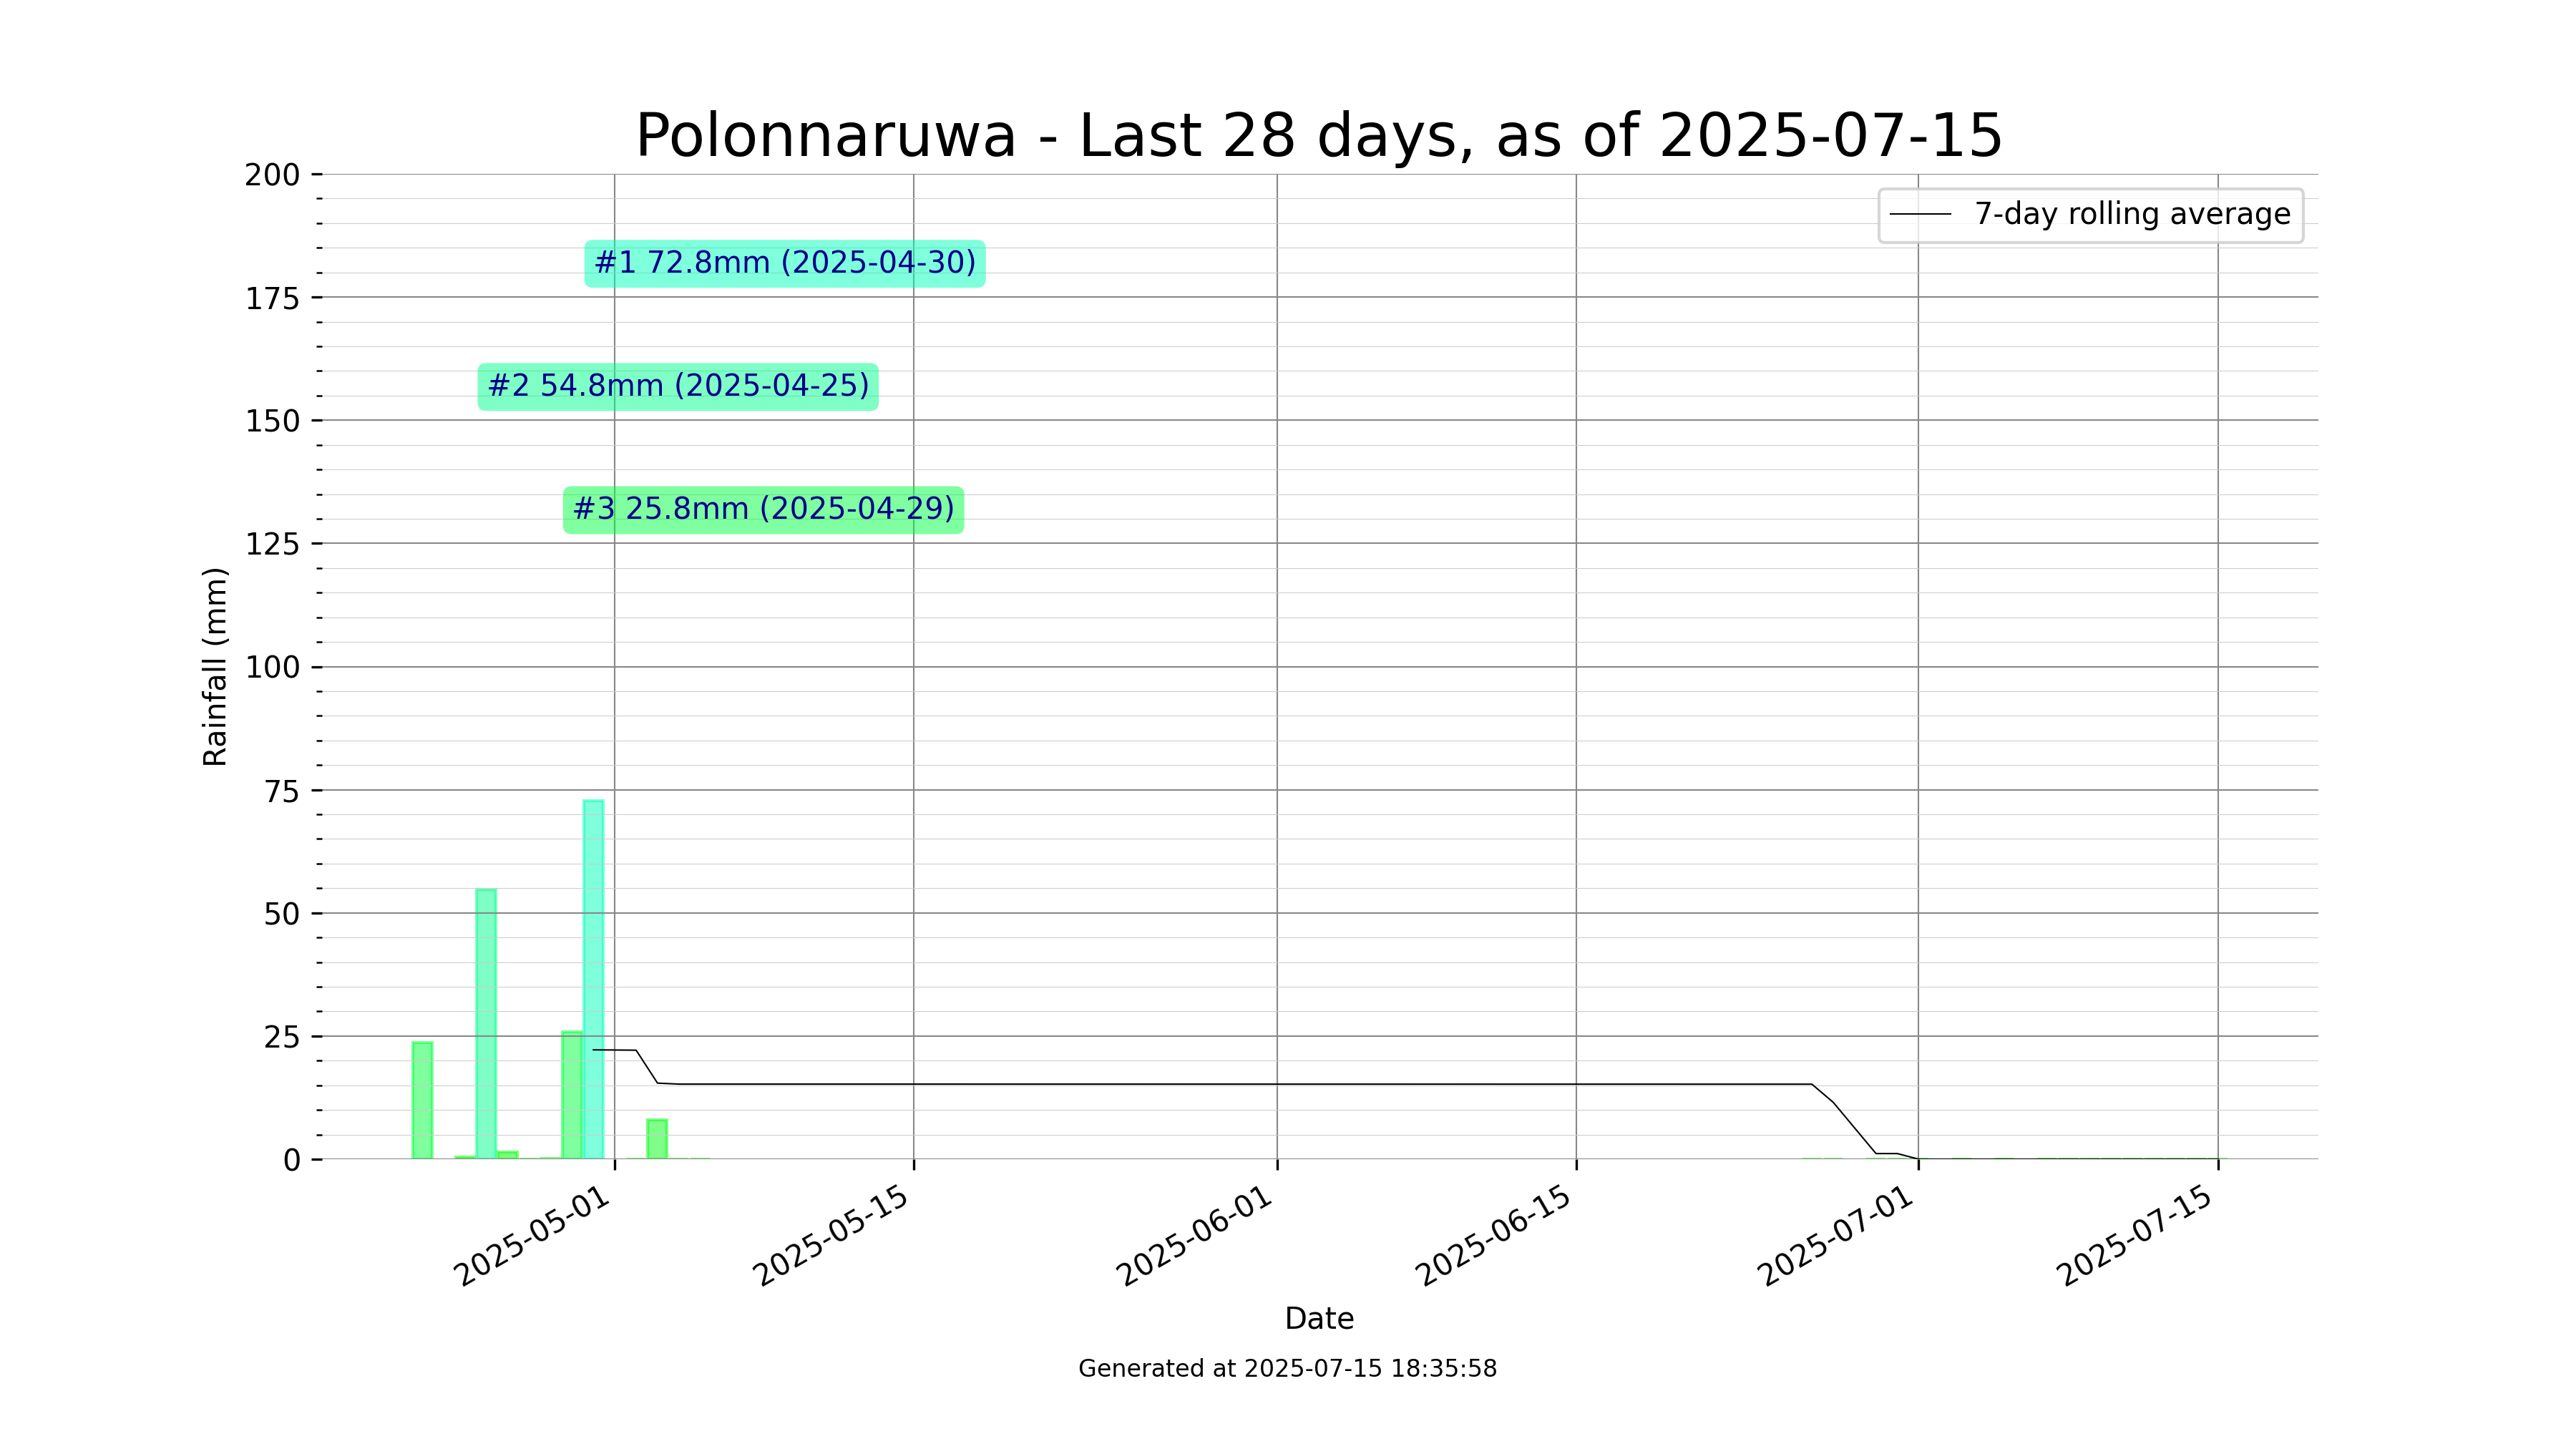 Polonnaruwa - Last 28 days, as of 2025-07-15
200
175
150
125
100
75
50
25
0
Rainfall (mm)
7-day rolling average
#1 72.8mm (2025-04-30)
#2 54.8mm (2025-04-25)
#3 25.8mm (2025-04-29)
2025-05-01
2025-05-15
2025-06-01
2025-06-15
2025-07-01
2025-07-15
Date
Generated at 2025-07-15 18:35:58